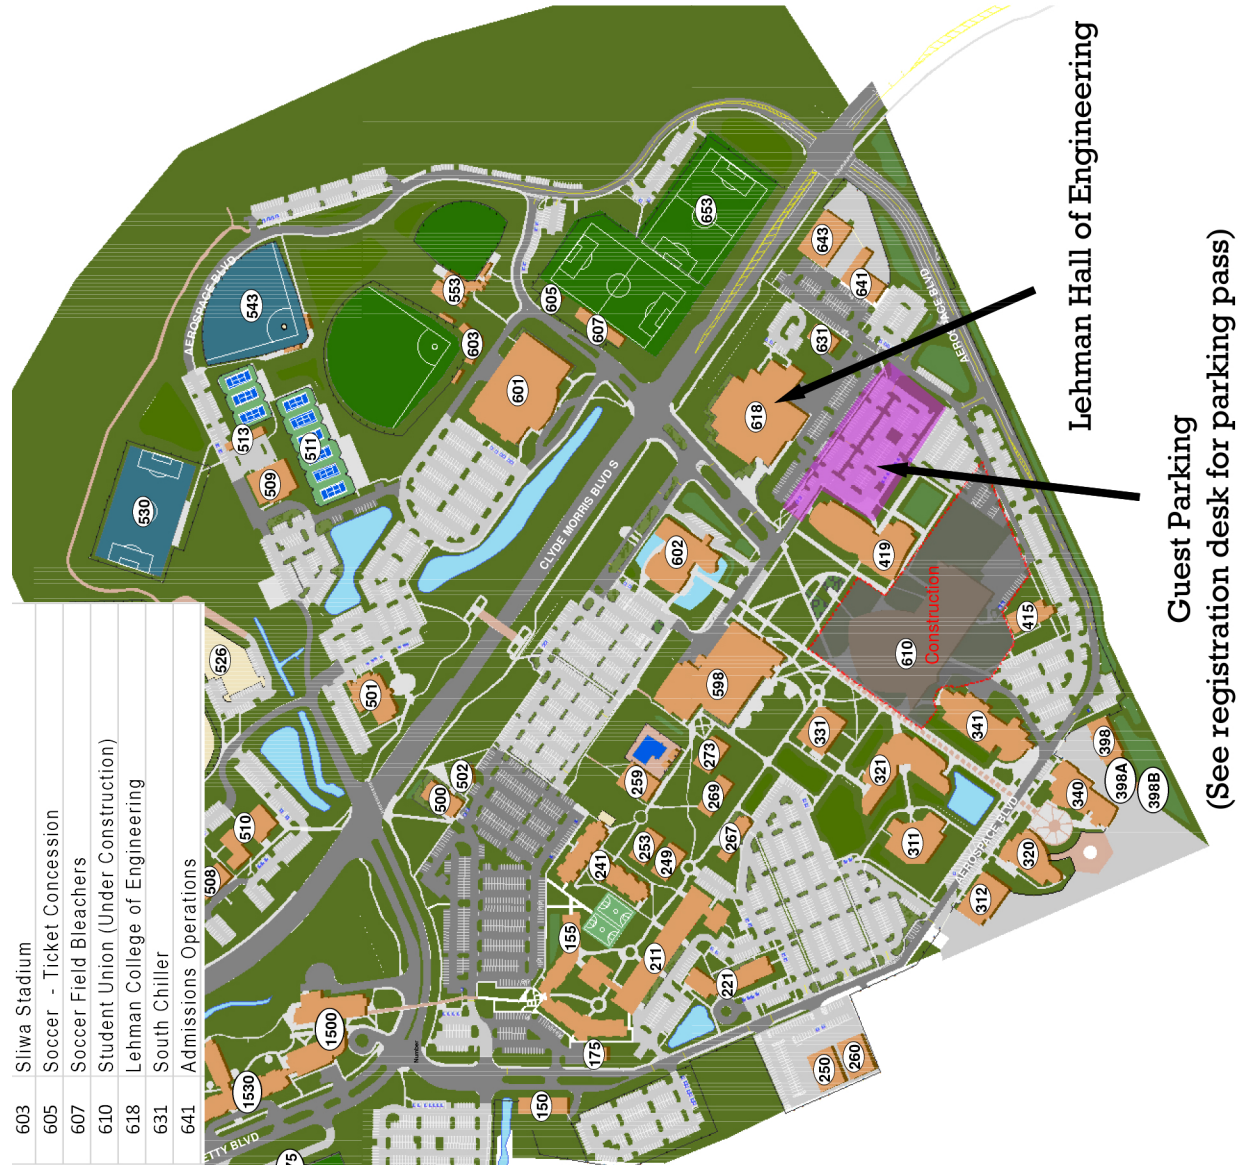 603 Sliwa Stadium
605 Soccer - Ticket Concession
607 Soccer Field Bleachers
610 Student Union (Under Construction)
618 Lehman College of Engineering
631 South Chiller
641 Admissions Operations
Lehman Hall of Engineering
Guest Parking
(See registration desk for parking pass)
AEROSPACE BLVD
543
530
513
511
509
553
603
605
607
653
601
643
641
631
618
CLYDE MORRIS BLVD S
AEROSPACE BLVD
602
419
610
Construction
415
526
501
502
500
510
508
598
259
273
269
267
253
249
241
331
321
341
311
340
398
398A
398B
320
312
AEROSPACE BLVD
155
211
221
175
150
250
260
1500
1530
Number
ETTY BLVD
75